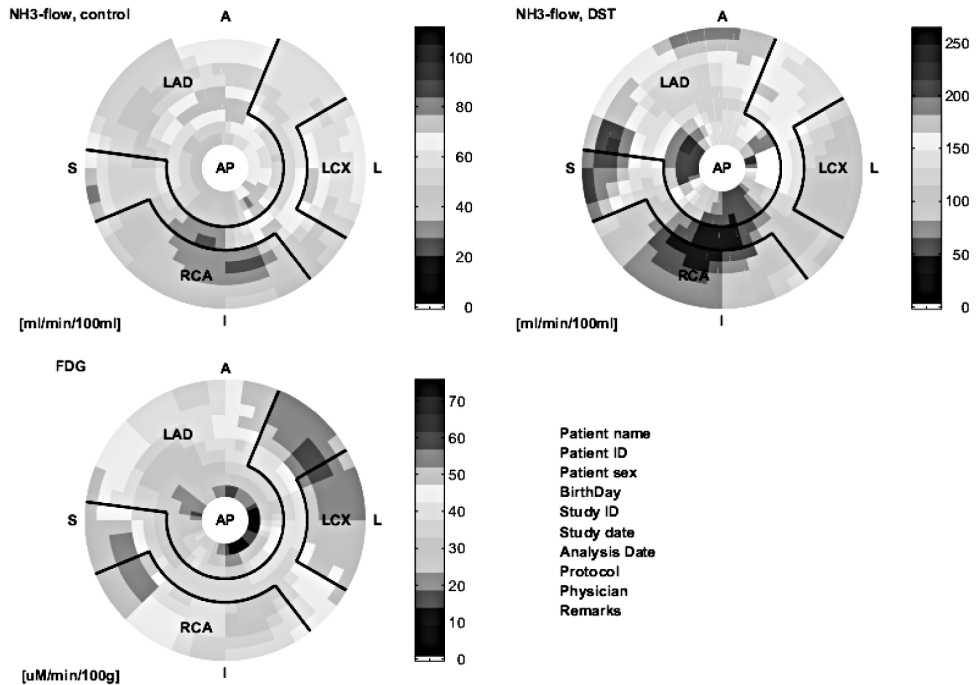 NH3-flow, control
A
LAD
S
AP
LCX
L
RCA
I
[ml/min/100ml]
100
80
60
40
20
0
NH3-flow, DST
A
LAD
S
AP
LCX
L
RCA
I
[ml/min/100ml]
250
200
150
100
50
0
FDG
A
LAD
S
AP
LCX
L
RCA
I
[uM/min/100g]
70
60
50
40
30
20
10
0
Patient name
Patient ID
Patient sex
BirthDay
Study ID
Study date
Analysis Date
Protocol
Physician
Remarks